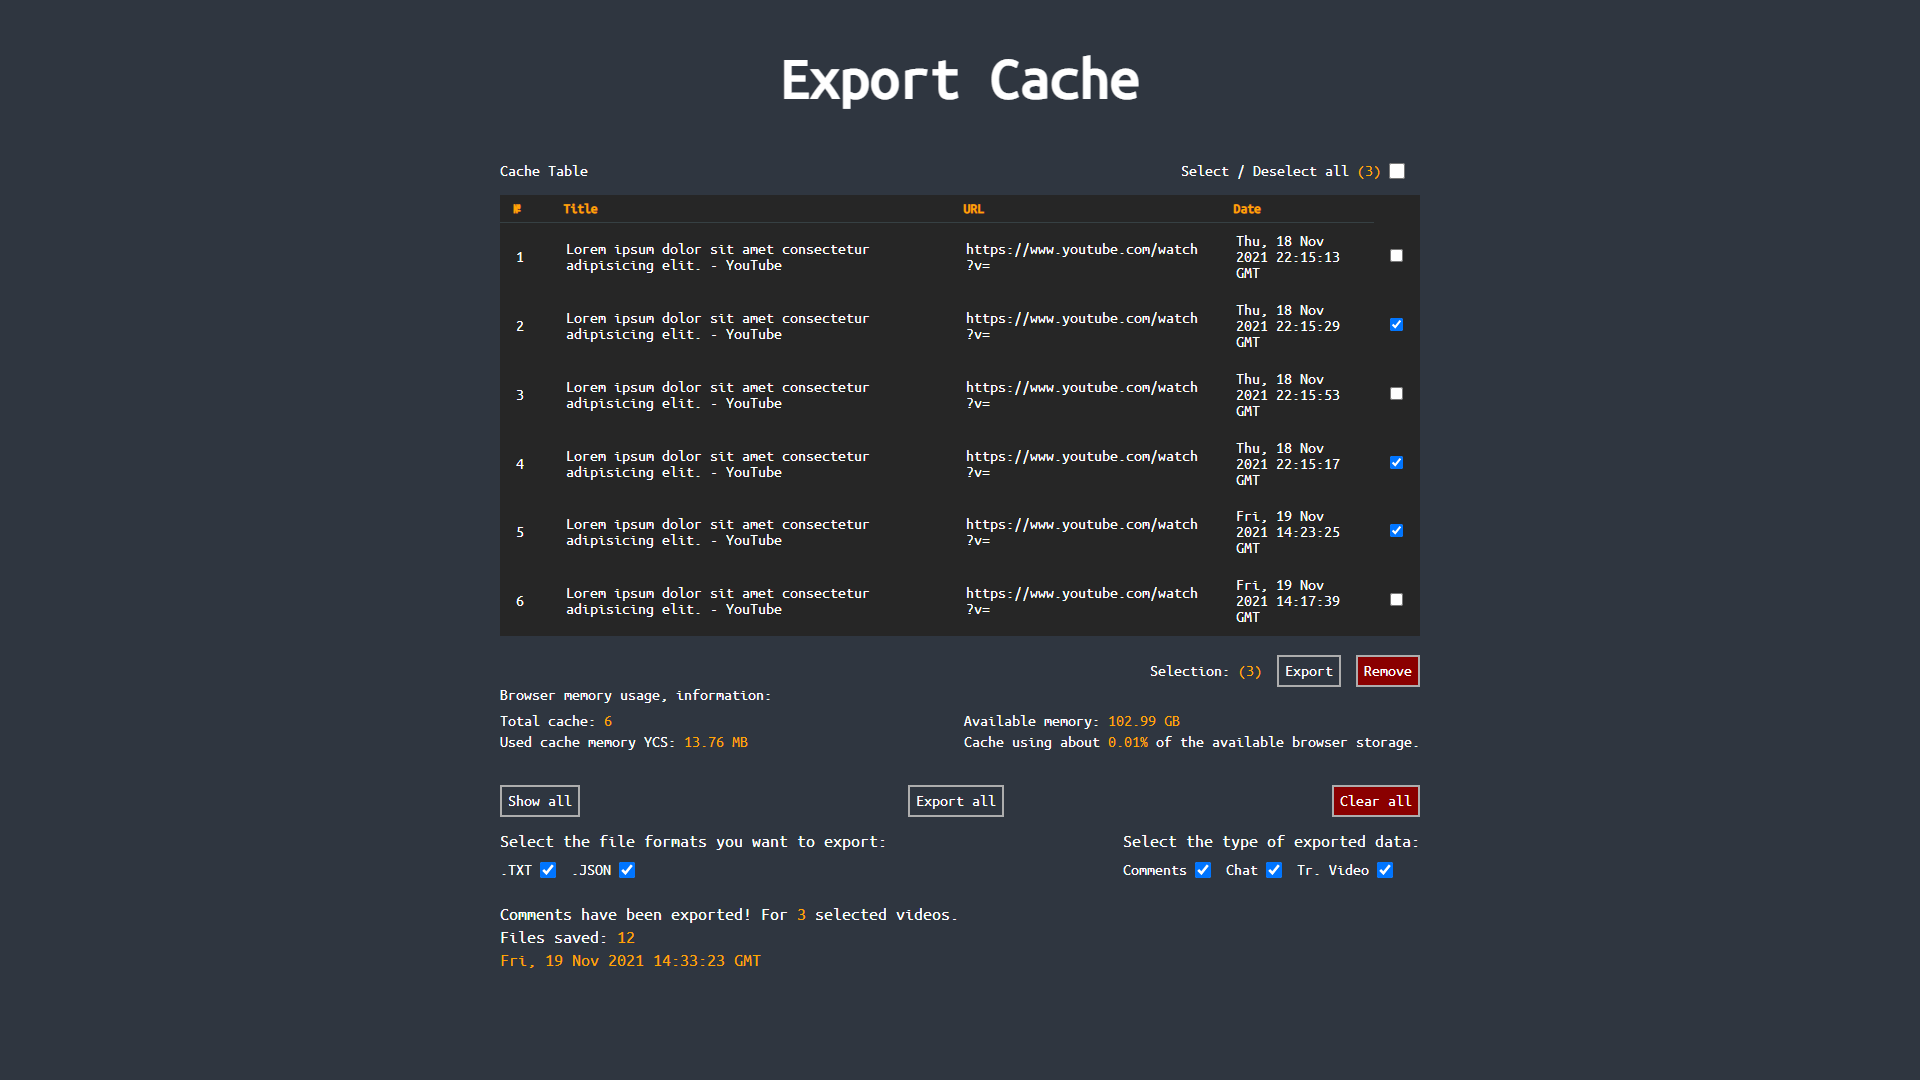 Export Cache
Cache Table
Select / Deselect all (3)
# Title URL Date
1 Lorem ipsum dolor sit amet consectetur adipisicing elit. - YouTube https://www.youtube.com/watch?v= Thu, 18 Nov 2021 22:15:13 GMT
2 Lorem ipsum dolor sit amet consectetur adipisicing elit. - YouTube https://www.youtube.com/watch?v= Thu, 18 Nov 2021 22:15:29 GMT
3 Lorem ipsum dolor sit amet consectetur adipisicing elit. - YouTube https://www.youtube.com/watch?v= Thu, 18 Nov 2021 22:15:53 GMT
4 Lorem ipsum dolor sit amet consectetur adipisicing elit. - YouTube https://www.youtube.com/watch?v= Thu, 18 Nov 2021 22:15:17 GMT
5 Lorem ipsum dolor sit amet consectetur adipisicing elit. - YouTube https://www.youtube.com/watch?v= Fri, 19 Nov 2021 14:23:25 GMT
6 Lorem ipsum dolor sit amet consectetur adipisicing elit. - YouTube https://www.youtube.com/watch?v= Fri, 19 Nov 2021 14:17:39 GMT
Selection: (3) Export Remove
Browser memory usage, information:
Total cache: 6
Available memory: 102.99 GB
Used cache memory YCS: 13.76 MB
Cache using about 0.01% of the available browser storage.
Show all
Export all
Clear all
Select the file formats you want to export:
Select the type of exported data:
.TXT .JSON
Comments Chat Tr. Video
Comments have been exported! For 3 selected videos.
Files saved: 12
Fri, 19 Nov 2021 14:33:23 GMT